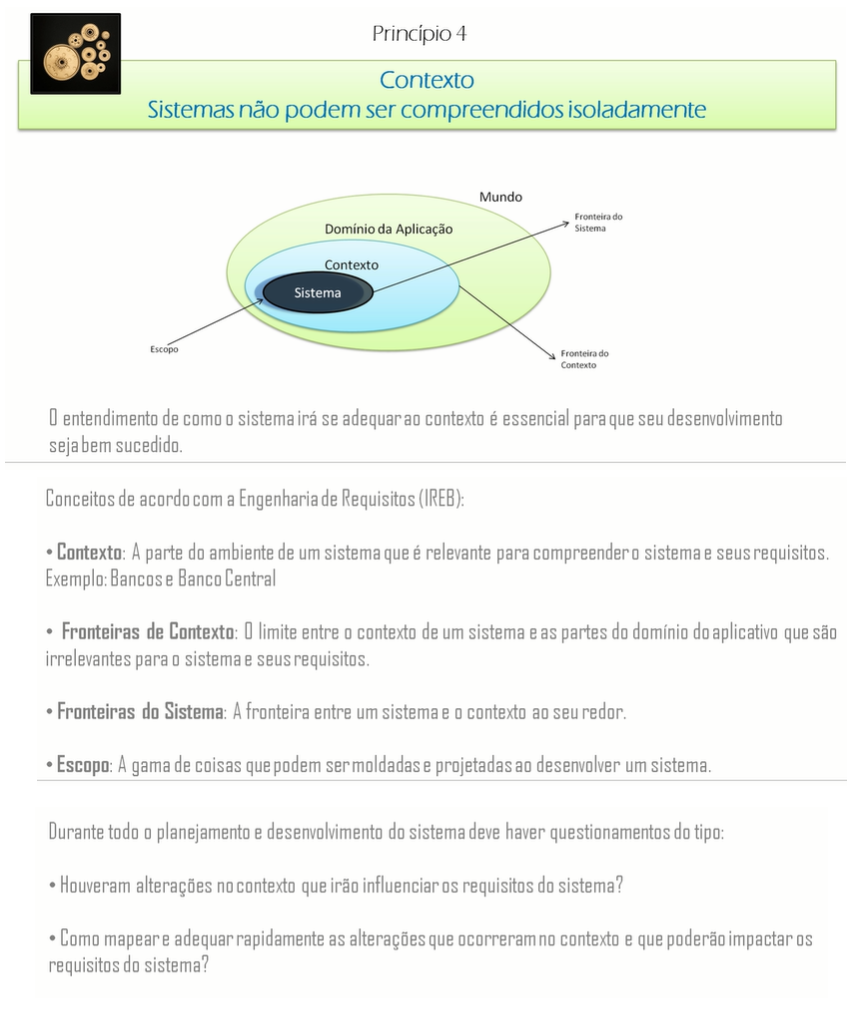 Princípio 4
Contexto
Sistemas não podem ser compreendidos isoladamente
Mundo
Fronteira do
Sistema
Domínio da Aplicação
Contexto
Sistema
Escopo
Fronteira do
Contexto
O entendimento de como o sistema irá se adequar ao contexto é essencial para que seu desenvolvimento
seja bem sucedido.
Conceitos de acordo com a Engenharia de Requisitos (IREB):
• Contexto: A parte do ambiente de um sistema que é relevante para compreender o sistema e seus requisitos.
Exemplo: Bancos e Banco Central
• Fronteiras de Contexto: O limite entre o contexto de um sistema e as partes do domínio do aplicativo que são
irrelevantes para o sistema e seus requisitos.
• Fronteiras do Sistema: A fronteira entre um sistema e o contexto ao seu redor.
• Escopo: A gama de coisas que podem ser moldadas e projetadas ao desenvolver um sistema.
Durante todo o planejamento e desenvolvimento do sistema deve haver questionamentos do tipo:
• Houveram alterações no contexto que irão influenciar os requisitos do sistema?
• Como mapear e adequar rapidamente as alterações que ocorreram no contexto e que poderão impactar os
requisitos do sistema?